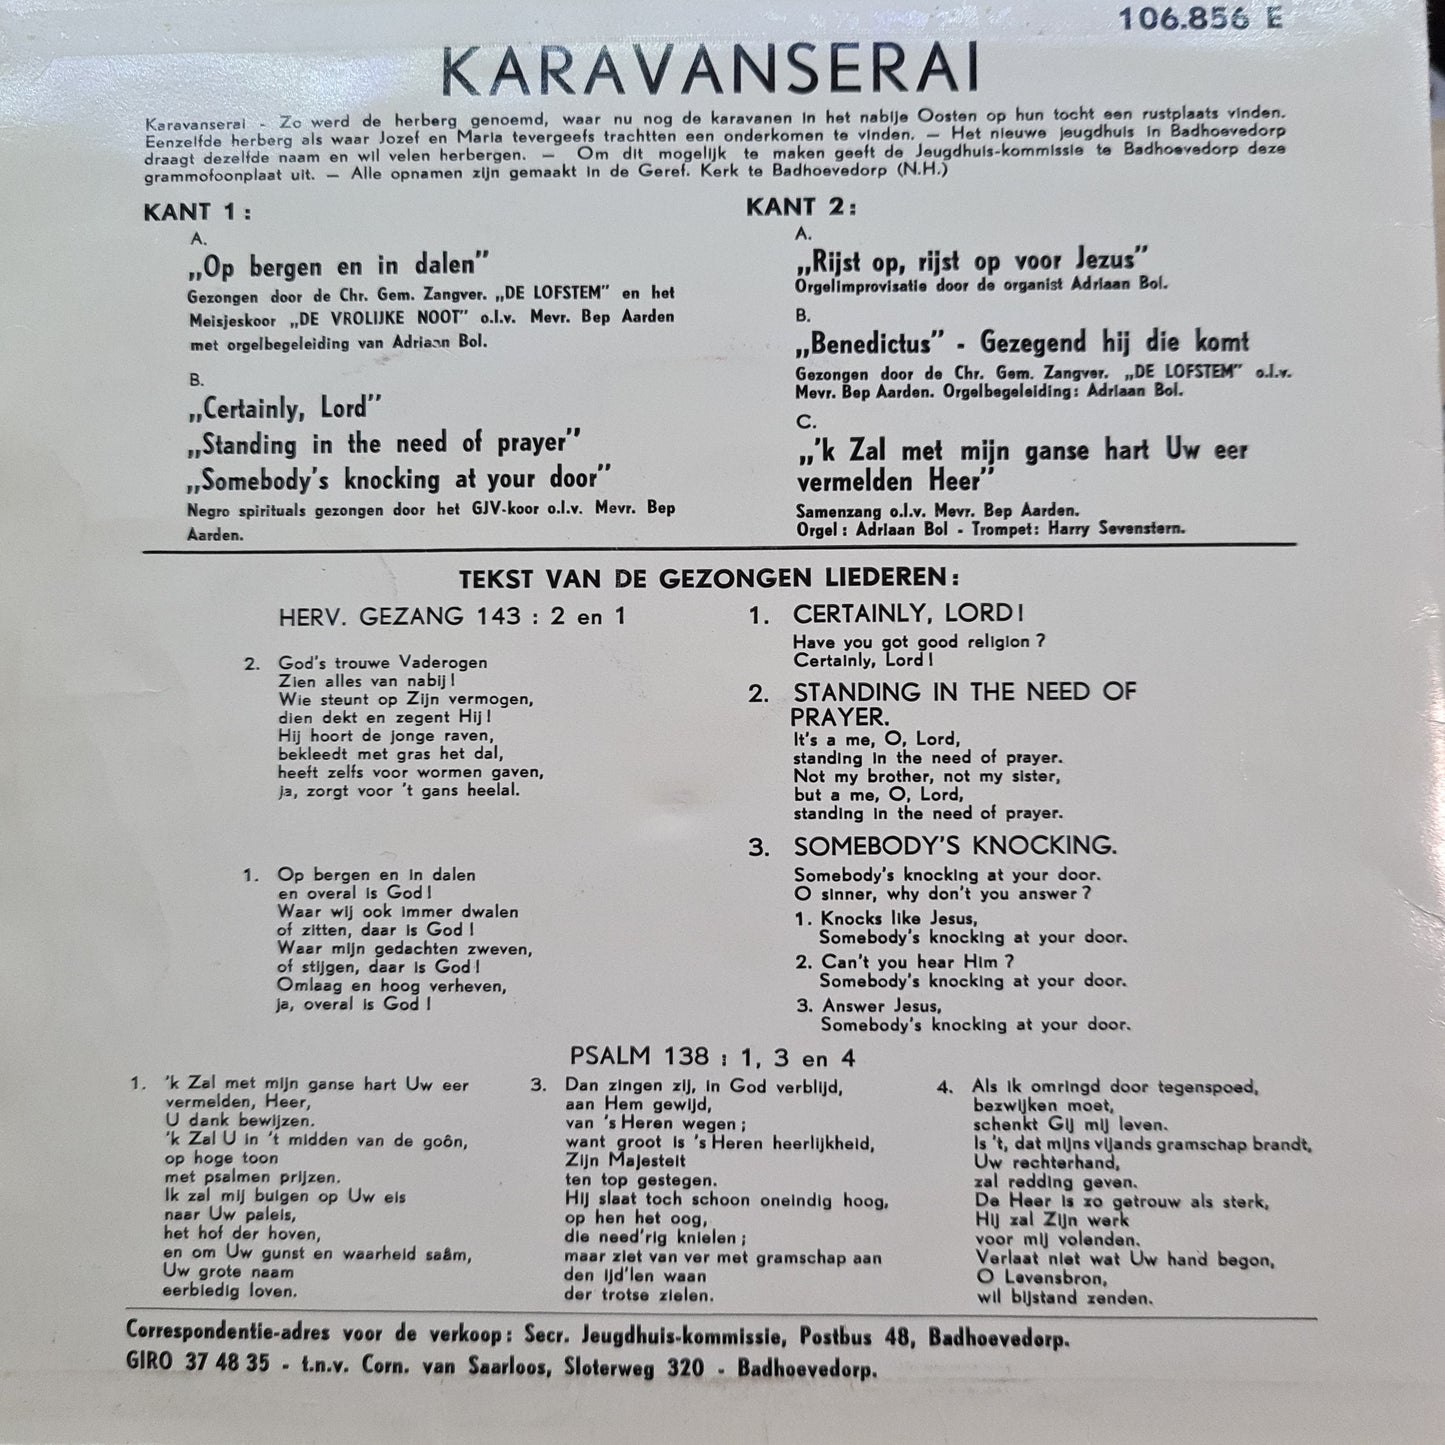 106.856 E
KARAVANSERAI
Karavanserai - Zo werd de herberg genoemd, waar nu nog de karavanen in het nabije Oosten op hun tocht een rustplaats vinden.
Eenzelfde herberg als waar Jozef en Maria tevergeefs trachtten een onderkomen te vinden. — Het nieuwe jeugdhuis in Badhoevedorp
draagt dezelfde naam en wil velen herbergen. — Om dit mogelijk te maken geeft de Jeugdhuis-kommissie te Badhoevedorp deze
grammofoonplaat uit. — Alle opnamen zijn gemaakt in de Geref. Kerk te Badhoevedorp (N.H.)
KANT 1:
A.
„Op bergen en in dalen”
Gezongen door de Chr. Gem. Zangver. „DE LOFSTEM” en het
Meisjeskoor „DE VROLIJKE NOOT” o.l.v. Mevr. Bep Aarden
met orgelbegeleiding van Adriaan Bol.
B.
„Certainly, Lord”
„Standing in the need of prayer”
„Somebody's knocking at your door”
Negro spirituals gezongen door het GJV-koor o.l.v. Mevr. Bep
Aarden.
KANT 2:
A.
„Rijst op, rijst op voor Jezus”
Orgelimprovisatie door de organist Adriaan Bol.
B.
„Benedictus” - Gezegend hij die komt
Gezongen door de Chr. Gem. Zangver. „DE LOFSTEM” o.l.v.
Mevr. Bep Aarden. Orgelbegeleiding: Adriaan Bol.
C.
„'k Zal met mijn ganse hart Uw eer
vermelden Heer”
Samenzang o.l.v. Mevr. Bep Aarden.
Orgel: Adriaan Bol - Trompet: Harry Sevenstern.
TEKST VAN DE GEZONGEN LIEDEREN:
HERV. GEZANG 143 : 2 en 1
2. God's trouwe Vaderogen
Zien alles van nabij!
Wie steunt op Zijn vermogen,
dien dekt en zegent Hij!
Hij hoort de jonge raven,
bekleedt met gras het dal,
heeft zelfs voor wormen gaven,
ja, zorgt voor 't gans heelal.
1. Op bergen en in dalen
en overal is God!
Waar wij ook immer dwalen
of zitten, daar is God!
Waar mijn gedachten zweven,
of stijgen, daar is God!
Omlaag en hoog verheven,
ja, overal is God!
1. CERTAINLY, LORD!
Have you got good religion?
Certainly, Lord!
2. STANDING IN THE NEED OF
PRAYER.
It's a me, O, Lord,
standing in the need of prayer.
Not my brother, not my sister,
but a me, O, Lord,
standing in the need of prayer.
3. SOMEBODY'S KNOCKING.
Somebody's knocking at your door.
O sinner, why don't you answer?
1. Knocks like Jesus,
Somebody's knocking at your door.
2. Can't you hear Him?
Somebody's knocking at your door.
3. Answer Jesus,
Somebody's knocking at your door.
PSALM 138 : 1, 3 en 4
1. 'k Zal met mijn ganse hart Uw eer
vermelden, Heer,
U dank bewijzen.
'k Zal U in 't midden van de goôn,
op hoge toon
met psalmen prijzen.
Ik zal mij buigen op Uw eis
naar Uw paleis,
het hof der hoven,
en om Uw gunst en waarheid saâm,
Uw grote naam
eerbiedig loven.
3. Dan zingen zij, in God verblijd,
aan Hem gewijd,
van 's Heren wegen;
want groot is 's Heren heerlijkheid,
Zijn Majesteit
ten top gestegen.
Hij slaat toch schoon oneindig hoog,
op hen het oog,
die need'rig knielen;
maar ziet van ver met gramschap aan
den ijd'len waan
der trotse zielen.
4. Als ik omringd door tegenspoed,
bezwijken moet,
schenkt Gij mij leven.
Is 't, dat mijns vijands gramschap brandt,
Uw rechterhand,
zal redding geven.
De Heer is zo getrouw als sterk,
Hij zal Zijn werk
voor mij volenden.
Verlaat niet wat Uw hand begon,
O Levensbron,
wil bijstand zenden.
Correspondentie-adres voor de verkoop: Secr. Jeugdhuis-kommissie, Postbus 48, Badhoevedorp.
GIRO 37 48 35 - t.n.v. Corn. van Saarloos, Sloterweg 320 - Badhoevedorp.